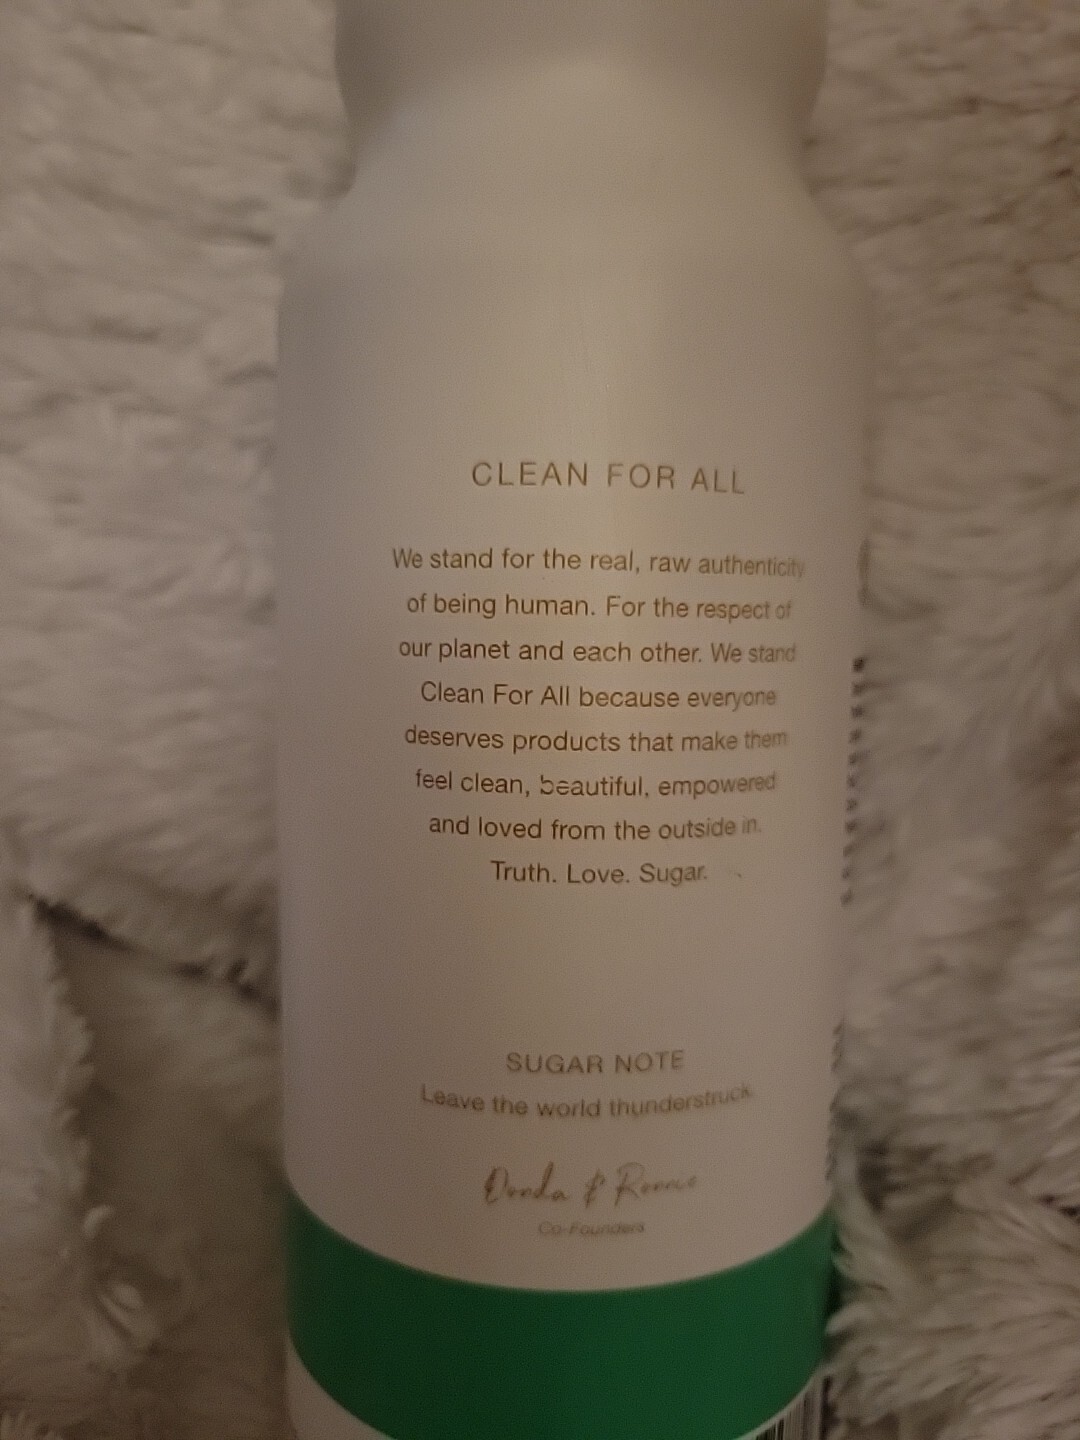 CLEAN FOR ALL
We stand for the real, raw authenticity
of being human. For the respect of
our planet and each other. We stand
Clean For All because everyone
deserves products that make them
feel clean, beautiful, empowered
and loved from the outside in.
Truth. Love. Sugar.
SUGAR NOTE
Leave the world thunderstruck.
Donda & Ronnie
Co-Founders